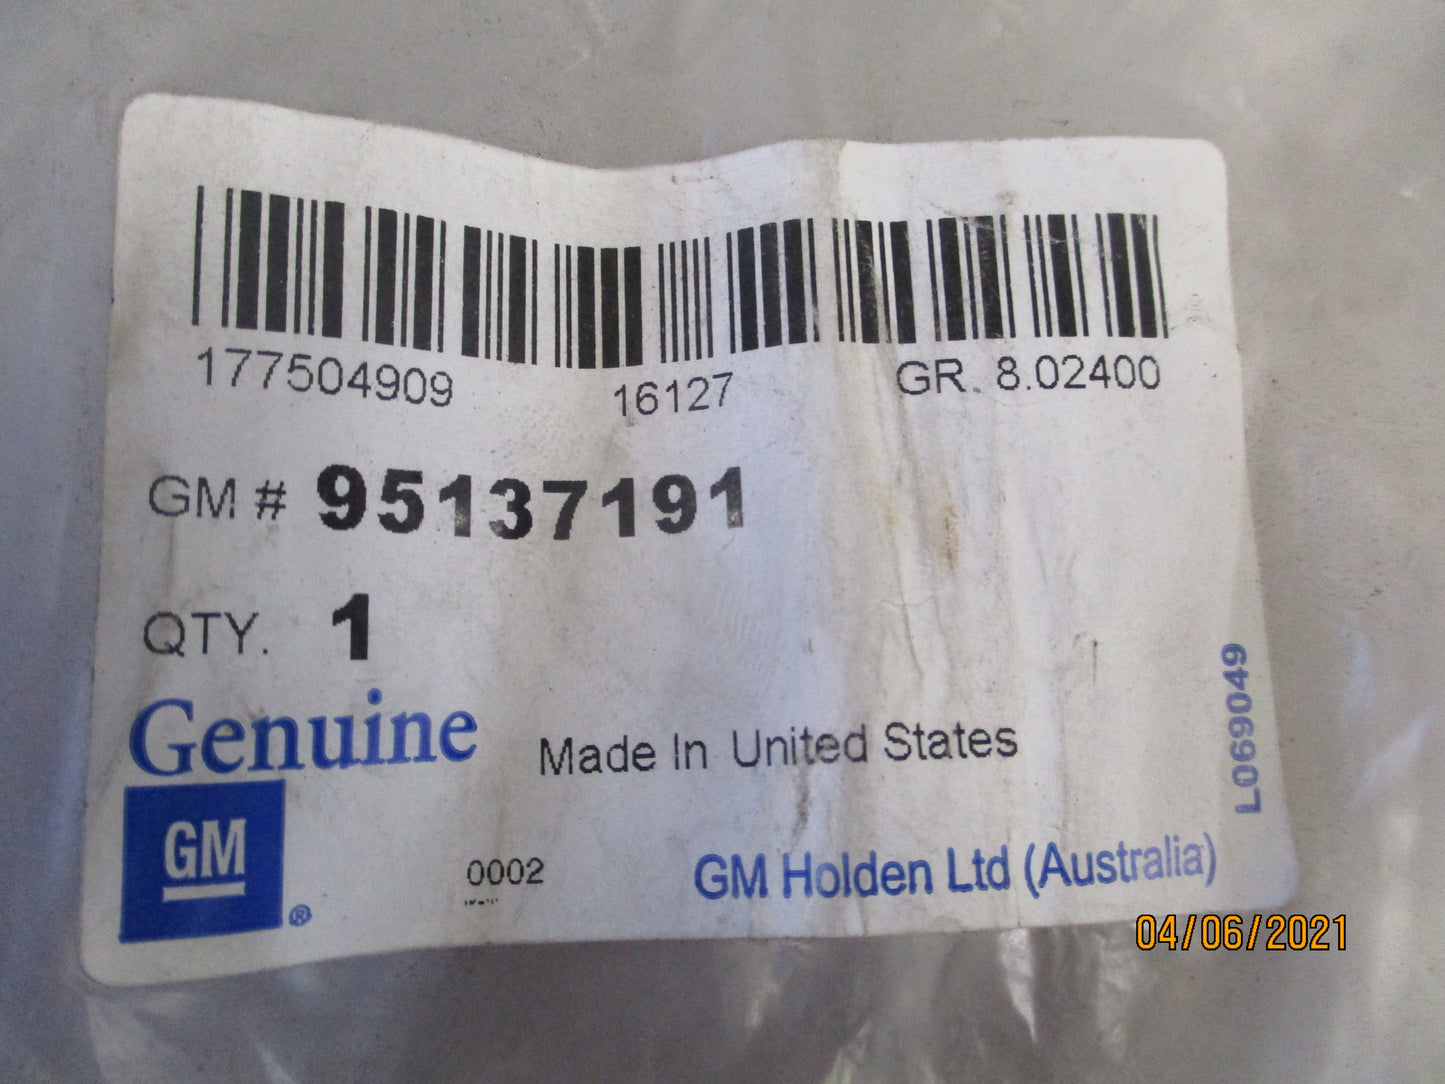 177504909 16127 GR. 8.02400
GM # 95137191
QTY. 1
Genuine
Made In United States
GM ®
0002
GM Holden Ltd (Australia)
L069049
04/06/2021